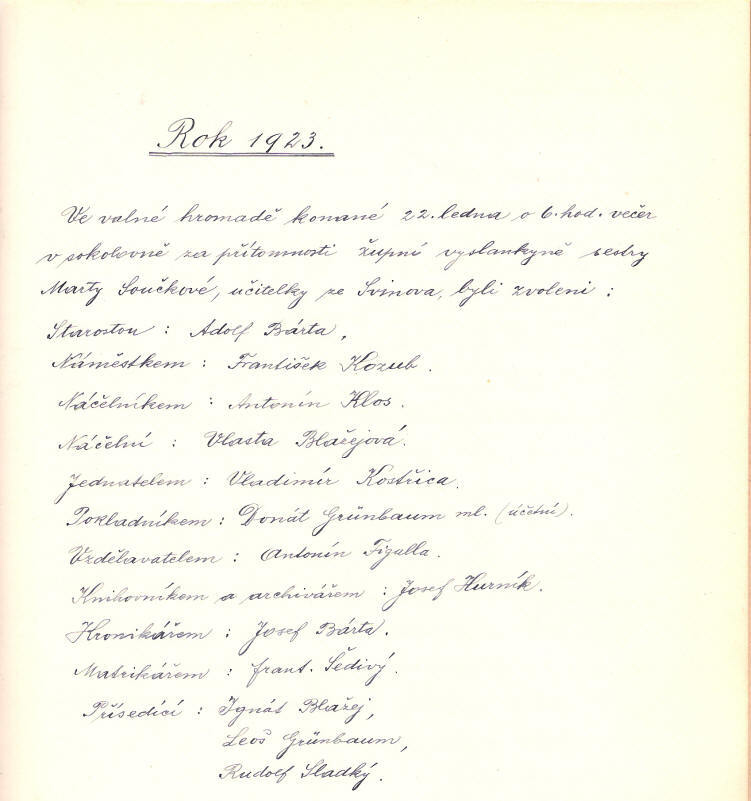 Rok 1923.
Ve valné hromadě konané 22. ledna o 6. hod. večer
v sokolovně za přítomnosti župní vyslankyně sestry
Marty Součkové, učitelky ze Svinova, byli zvoleni :
Starostou : Adolf Bárta,
Náměstkem : František Kozub.
Náčelníkem : Antonín Klos.
Náčelní : Vlasta Blažejová.
Jednatelem : Vladimír Kostřica.
Pokladníkem : Donát Grünbaum ml. (účetní).
Vzdělavatelem : Antonín Figalla.
Knihovníkem a archivářem : Josef Hurník.
Kronikářem : Josef Bárta.
Matrikářem : frant. Šedivý.
Přísedící : Ignát Blažej,
Leoš Grünbaum,
Rudolf Sladký.